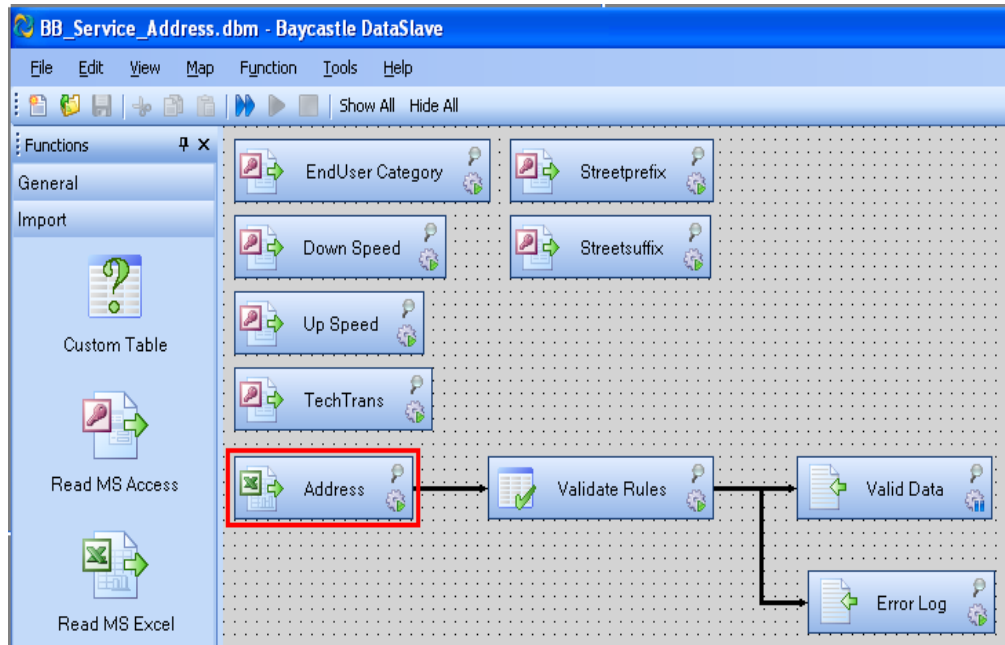 BB_Service_Address.dbm - Baycastle DataSlave
File Edit View Map Function Tools Help
Show All Hide All
Functions
General
Import
Custom Table
Read MS Access
Read MS Excel
EndUser Category
Streetprefix
Down Speed
Streetsuffix
Up Speed
TechTrans
Address
Validate Rules
Valid Data
Error Log